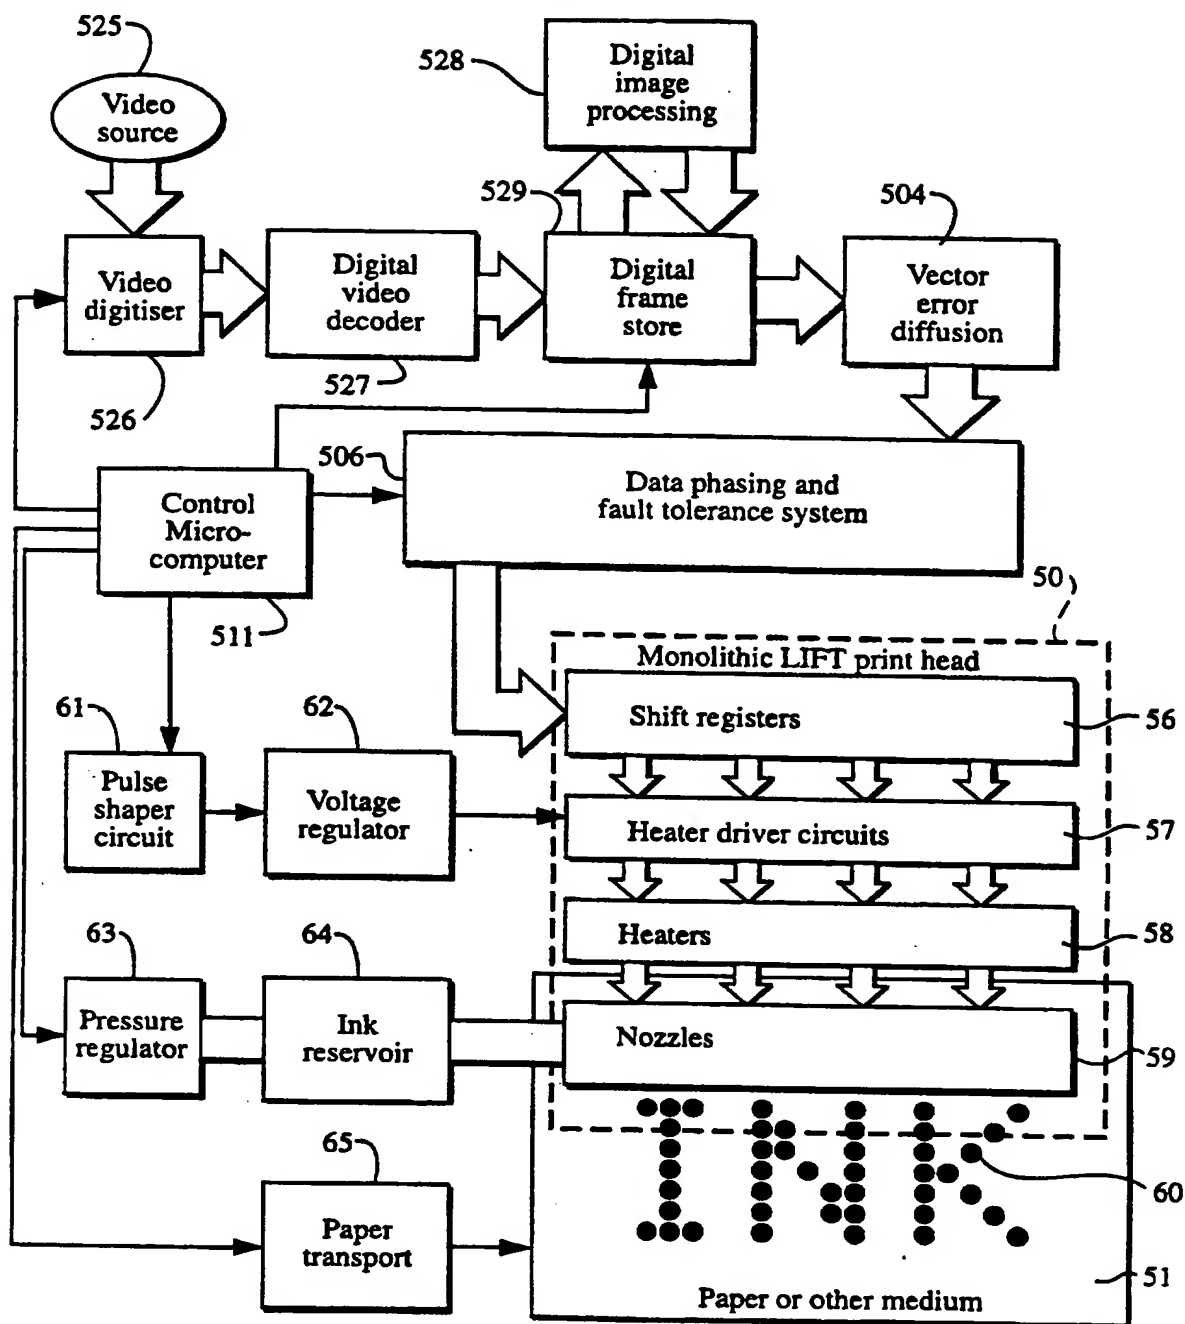 525
Video
source
528
Digital
image
processing
529
504
Video
digitiser
Digital
video
decoder
Digital
frame
store
Vector
error
diffusion
526
527
506
Control
Micro-
computer
Data phasing and
fault tolerance system
511
50
Monolithic LIFT print head
61
62
Shift registers
56
Pulse
shaper
circuit
Voltage
regulator
Heater driver circuits
57
63
64
Heaters
58
Pressure
regulator
Ink
reservoir
Nozzles
59
INK
65
60
Paper
transport
51
Paper or other medium